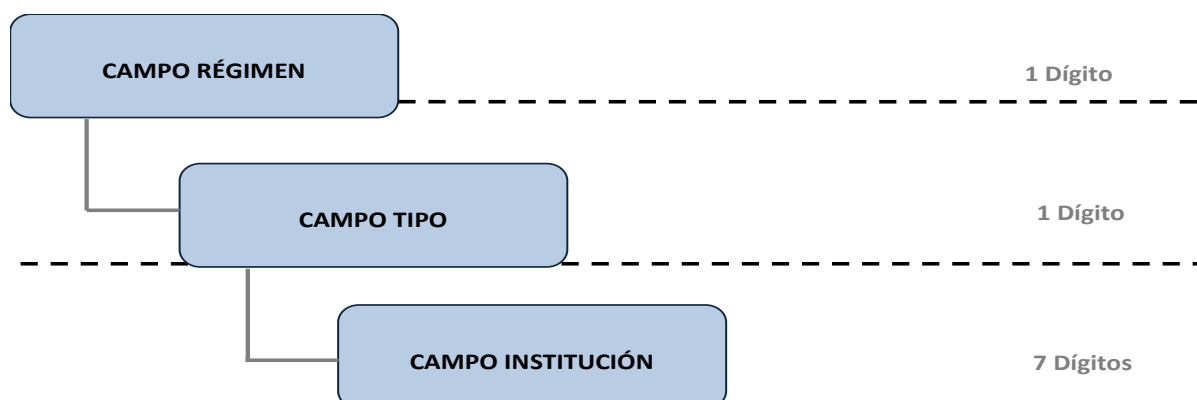 CAMPO RÉGIMEN
1 Dígito
CAMPO TIPO
1 Dígito
CAMPO INSTITUCIÓN
7 Dígitos